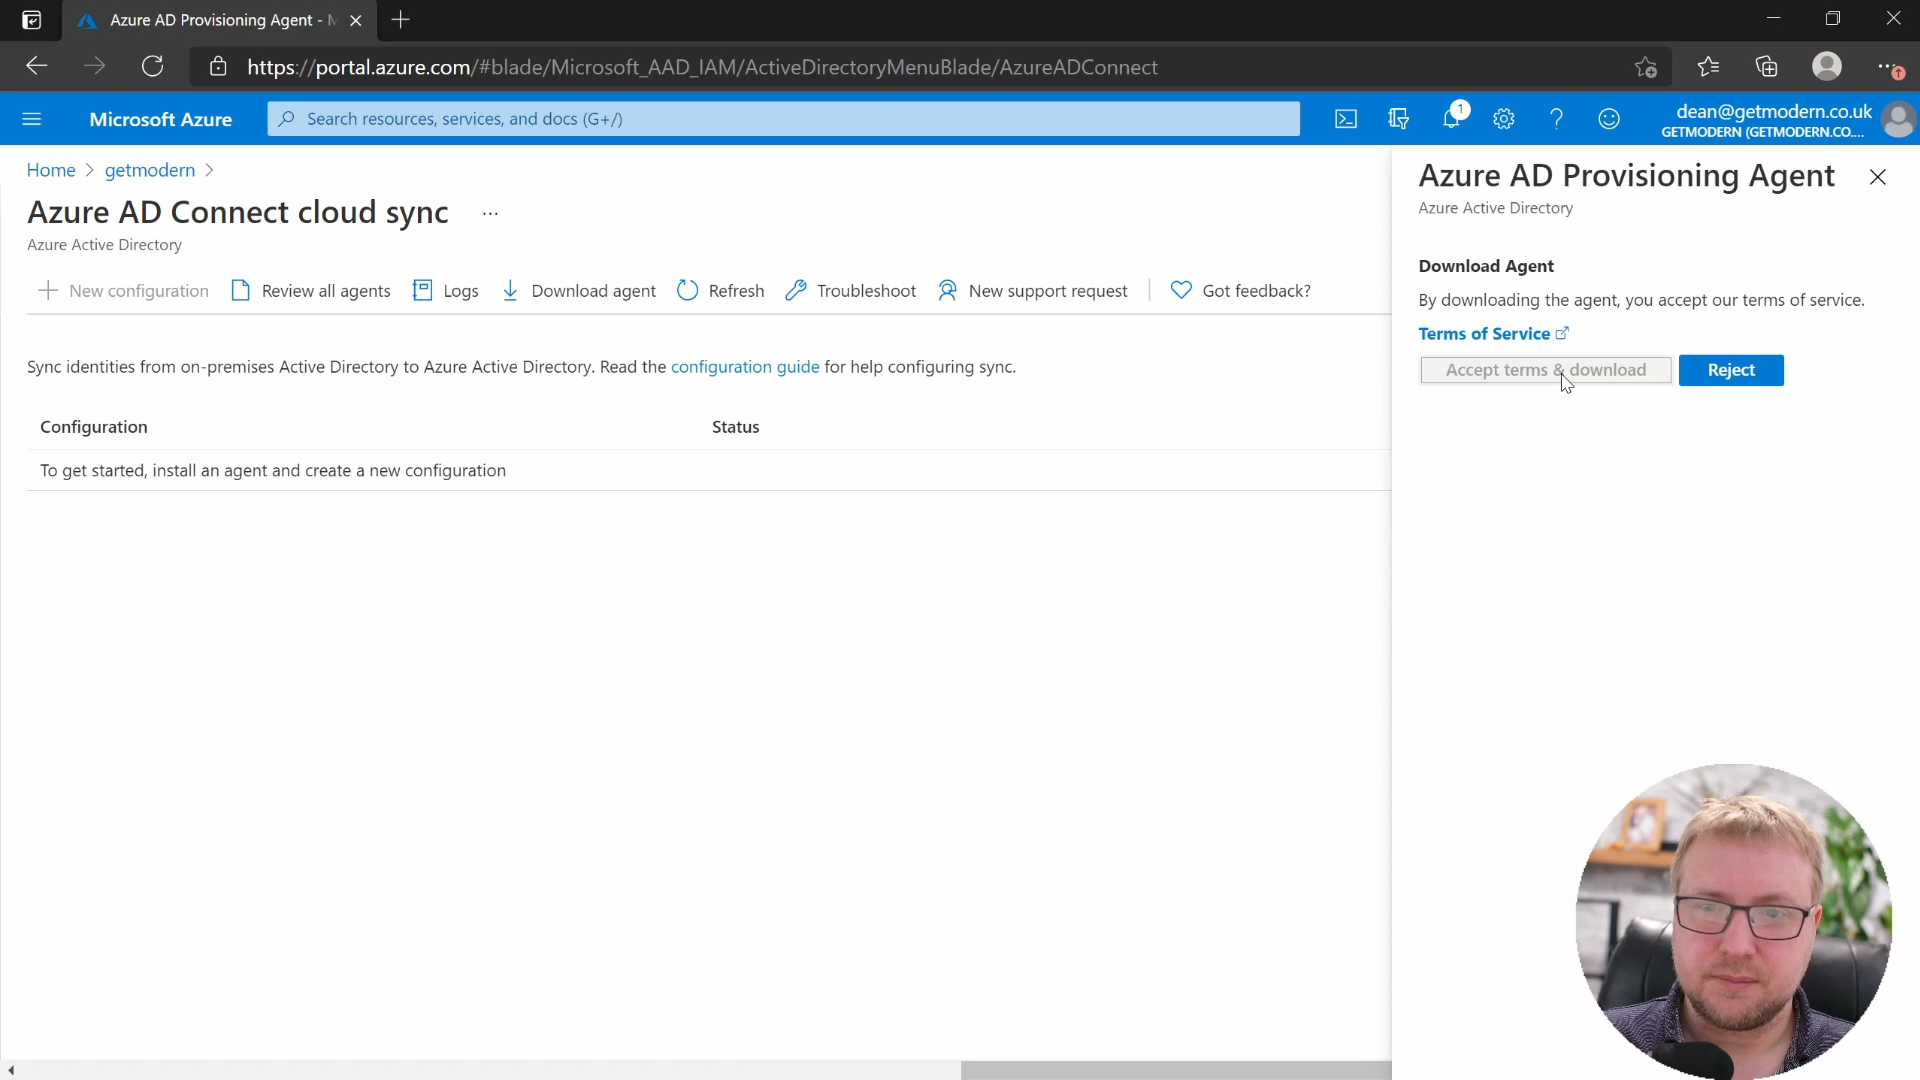 Azure AD Provisioning Agent - M
https://portal.azure.com/#blade/Microsoft_AAD_IAM/ActiveDirectoryMenuBlade/AzureADConnect
Microsoft Azure
Search resources, services, and docs (G+/)
1
dean@getmodern.co.uk
GETMODERN (GETMODERN.CO....
Home > getmodern >
Azure AD Connect cloud sync ...
Azure Active Directory
New configuration
Review all agents
Logs
Download agent
Refresh
Troubleshoot
New support request
Got feedback?
Sync identities from on-premises Active Directory to Azure Active Directory. Read the configuration guide for help configuring sync.
Configuration
Status
To get started, install an agent and create a new configuration
Azure AD Provisioning Agent
Azure Active Directory
Download Agent
By downloading the agent, you accept our terms of service.
Terms of Service
Accept terms & download
Reject